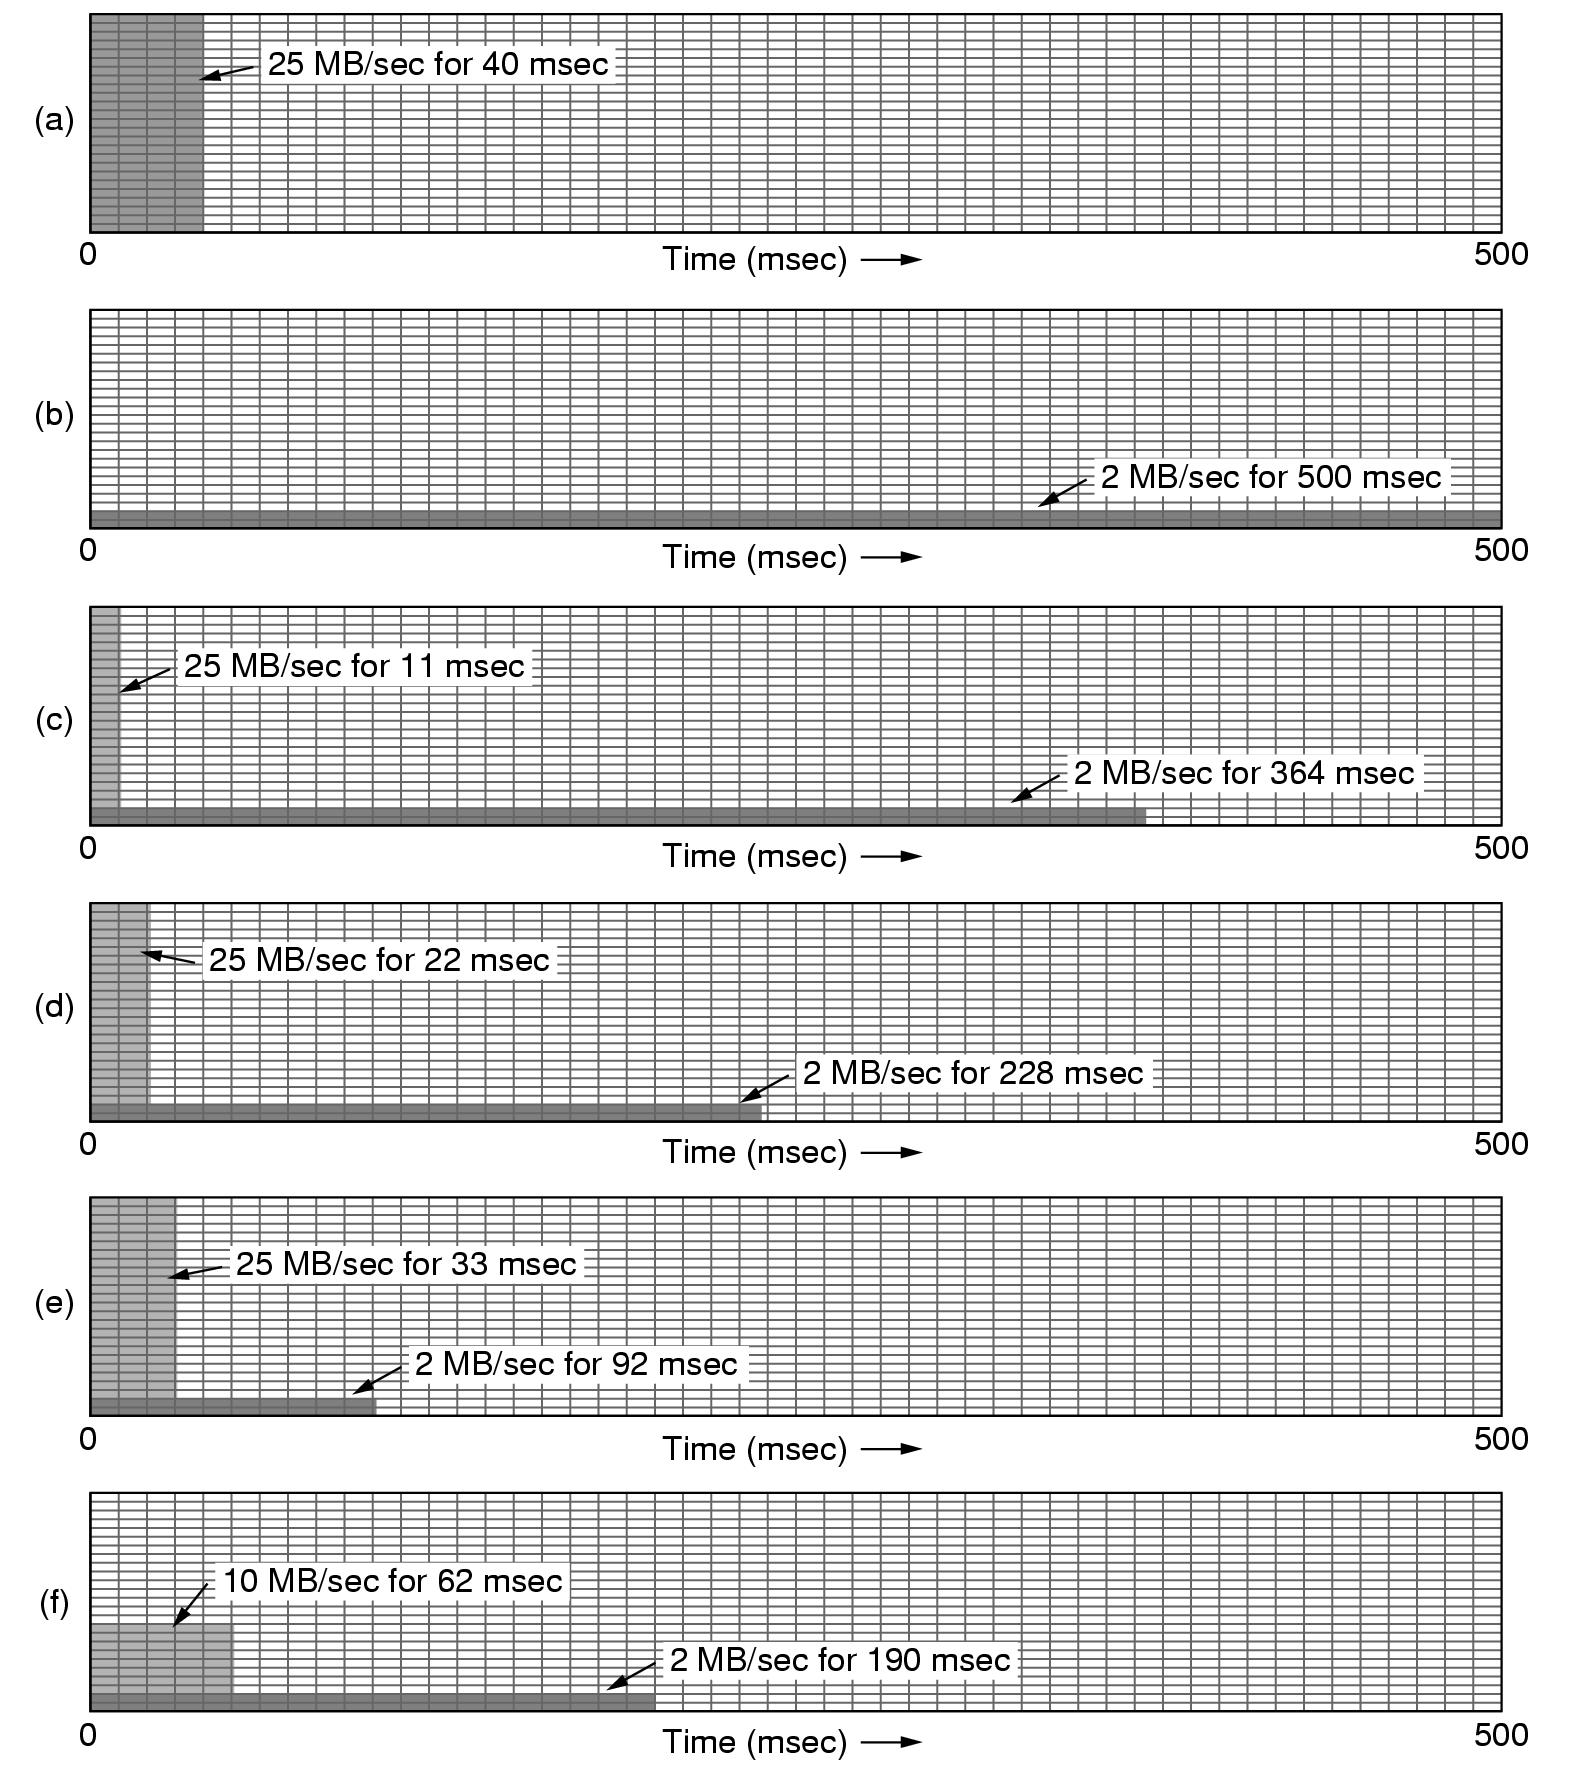 25 MB/sec for 40 msec
(a)
0
Time (msec)
500
(b)
2 MB/sec for 500 msec
0
Time (msec)
500
25 MB/sec for 11 msec
(c)
2 MB/sec for 364 msec
0
Time (msec)
500
25 MB/sec for 22 msec
(d)
2 MB/sec for 228 msec
0
Time (msec)
500
25 MB/sec for 33 msec
(e)
2 MB/sec for 92 msec
0
Time (msec)
500
10 MB/sec for 62 msec
(f)
2 MB/sec for 190 msec
0
Time (msec)
500